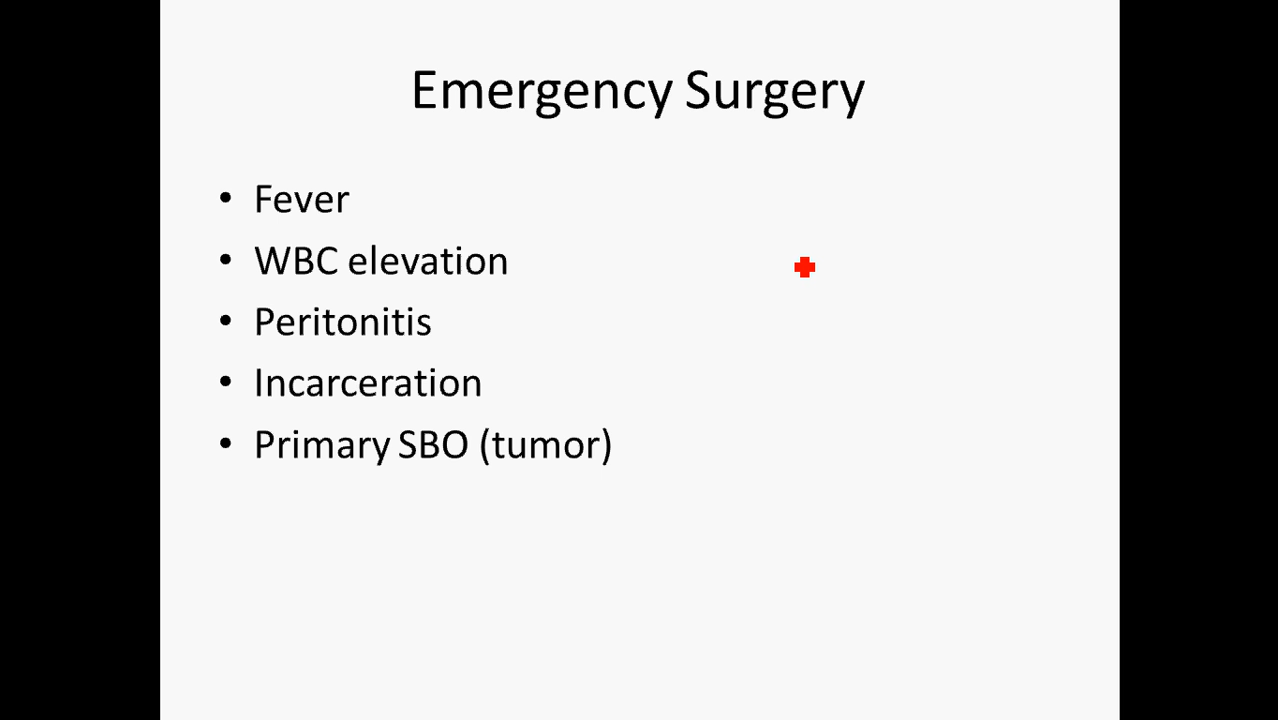 Emergency Surgery
• Fever
• WBC elevation
• Peritonitis
• Incarceration
• Primary SBO (tumor)